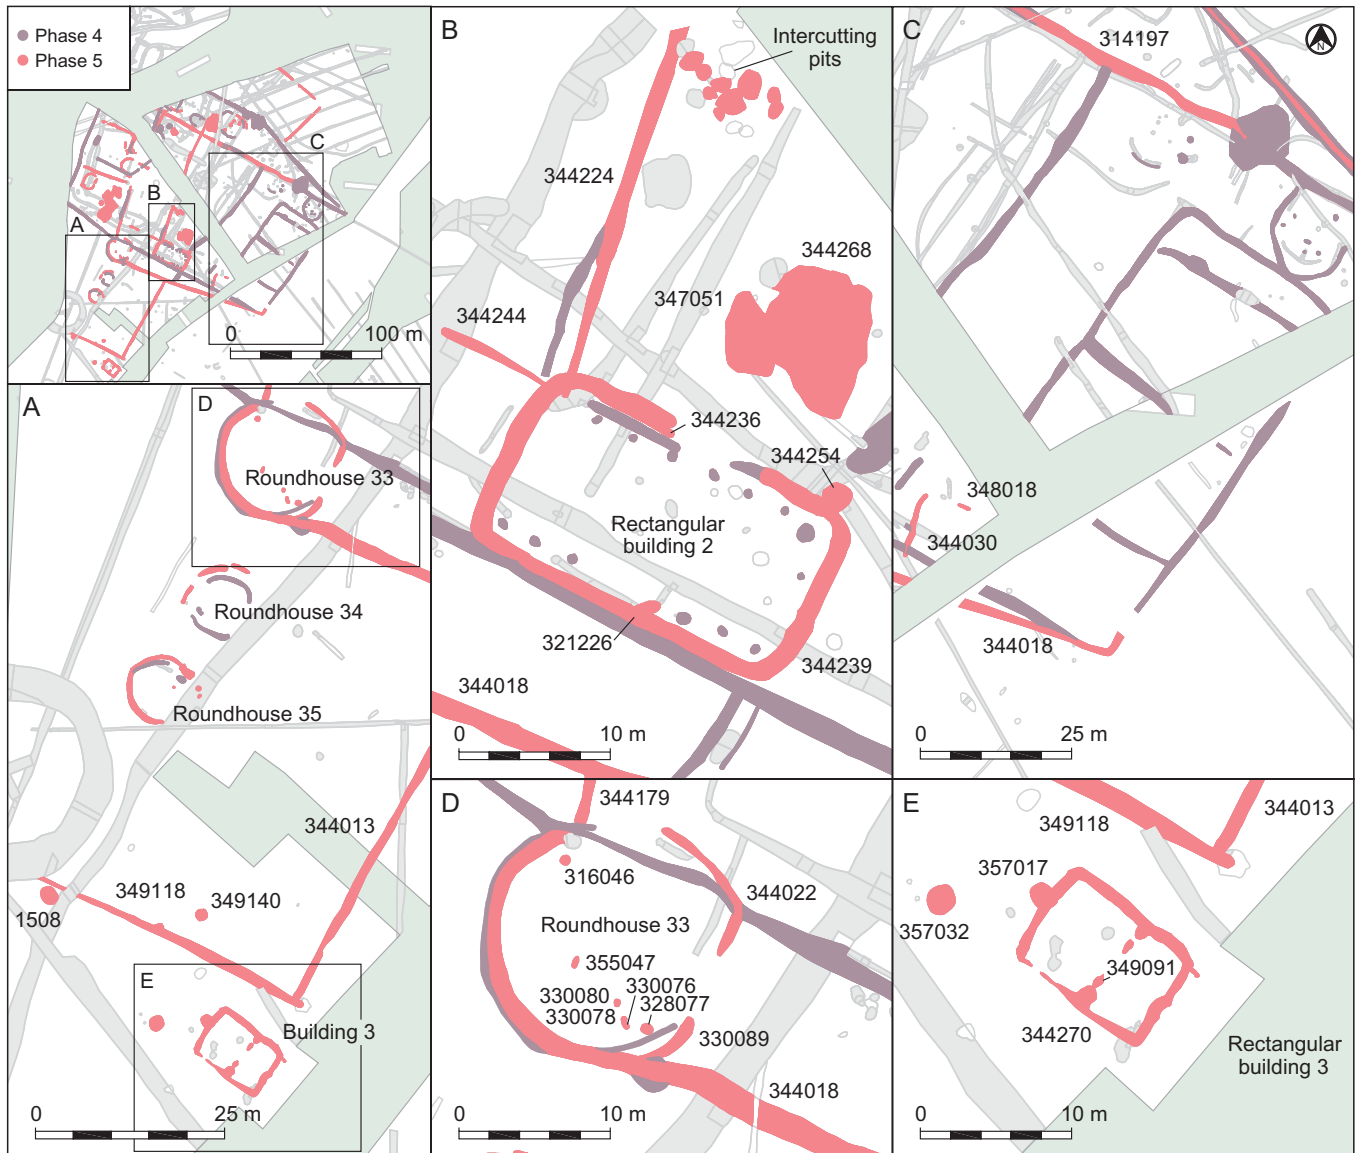 Phase 4
Phase 5
A
B
C
0 100 m
A
D
Roundhouse 33
Roundhouse 34
Roundhouse 35
344013
349118
349140
1508
E
Building 3
0 25 m
B
Intercutting
pits
344224
344268
347051
344244
344236
344254
Rectangular
building 2
321226
344239
344018
0 10 m
C
314197
N
348018
344030
344018
0 25 m
D
344179
316046
344022
Roundhouse 33
355047
330076
330080
328077
330078
330089
344018
0 10 m
E
349118
344013
357017
357032
349091
344270
Rectangular
building 3
0 10 m